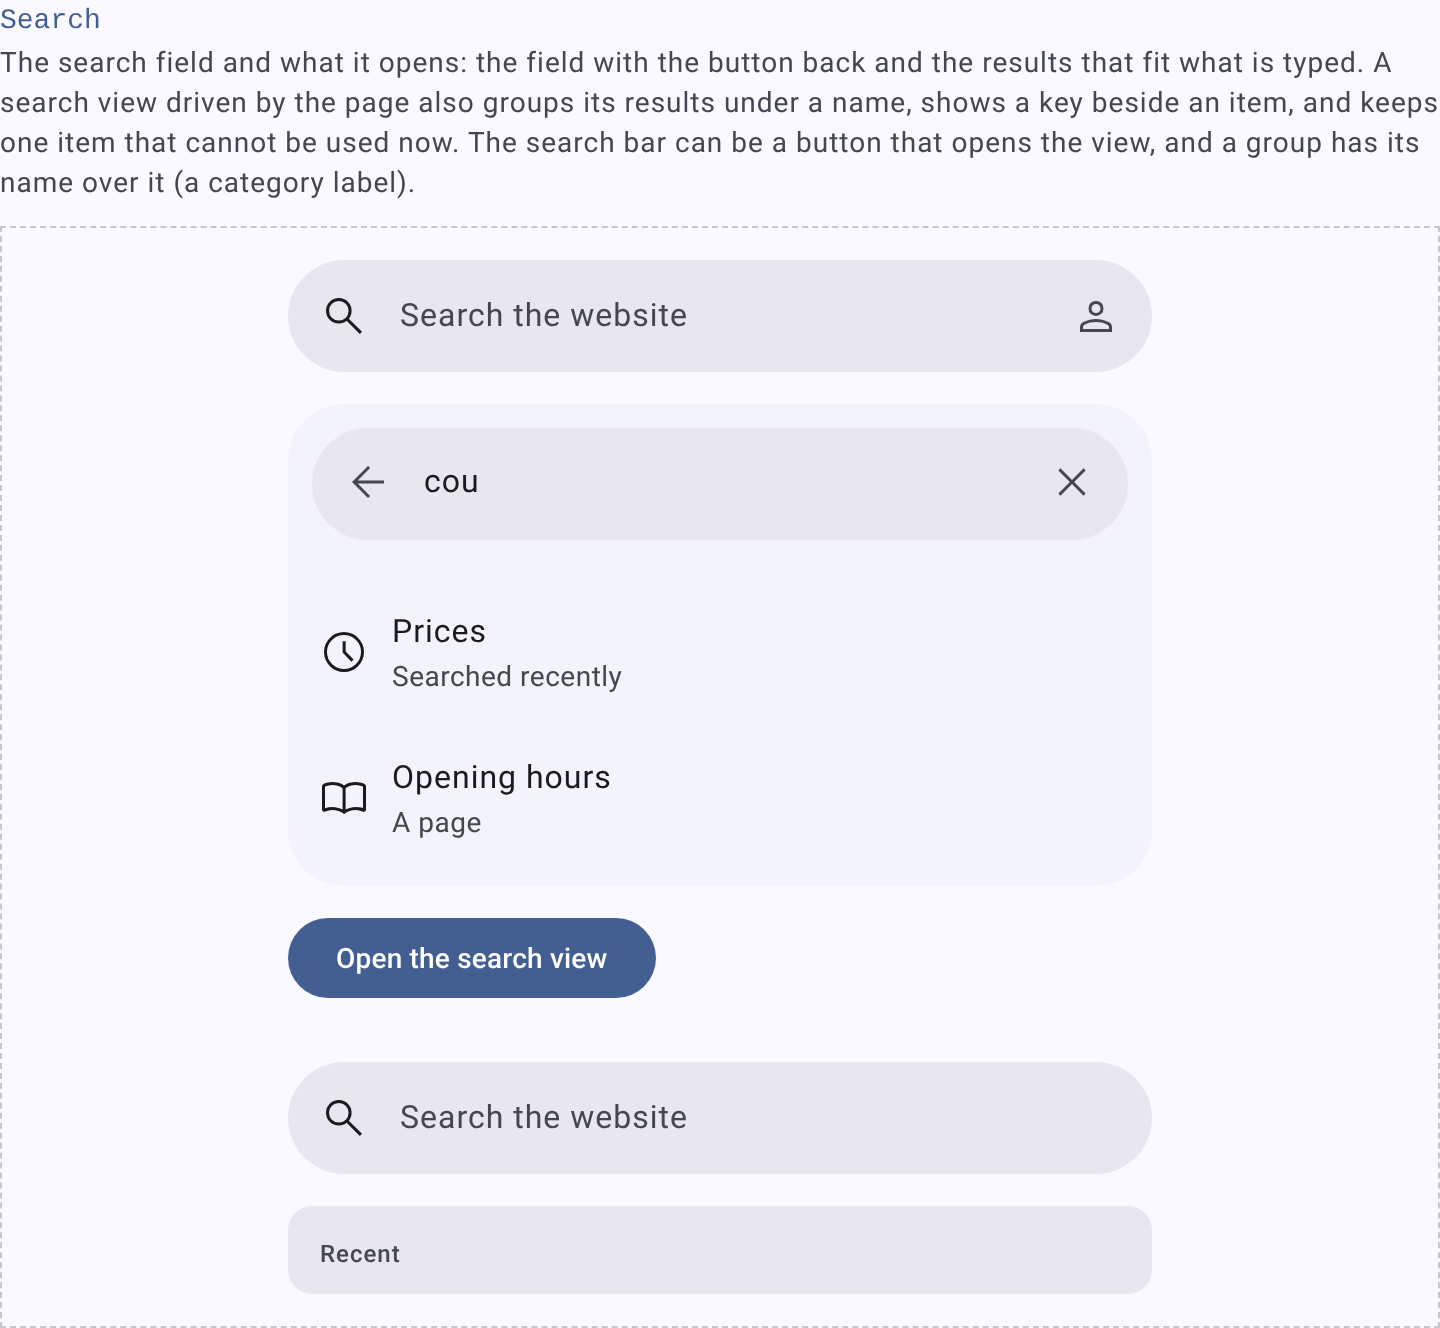 Search
The search field and what it opens: the field with the button back and the results that fit what is typed. A
search view driven by the page also groups its results under a name, shows a key beside an item, and keeps
one item that cannot be used now. The search bar can be a button that opens the view, and a group has its
name over it (a category label).
Search the website
cou
Prices
Searched recently
Opening hours
A page
Open the search view
Search the website
Recent